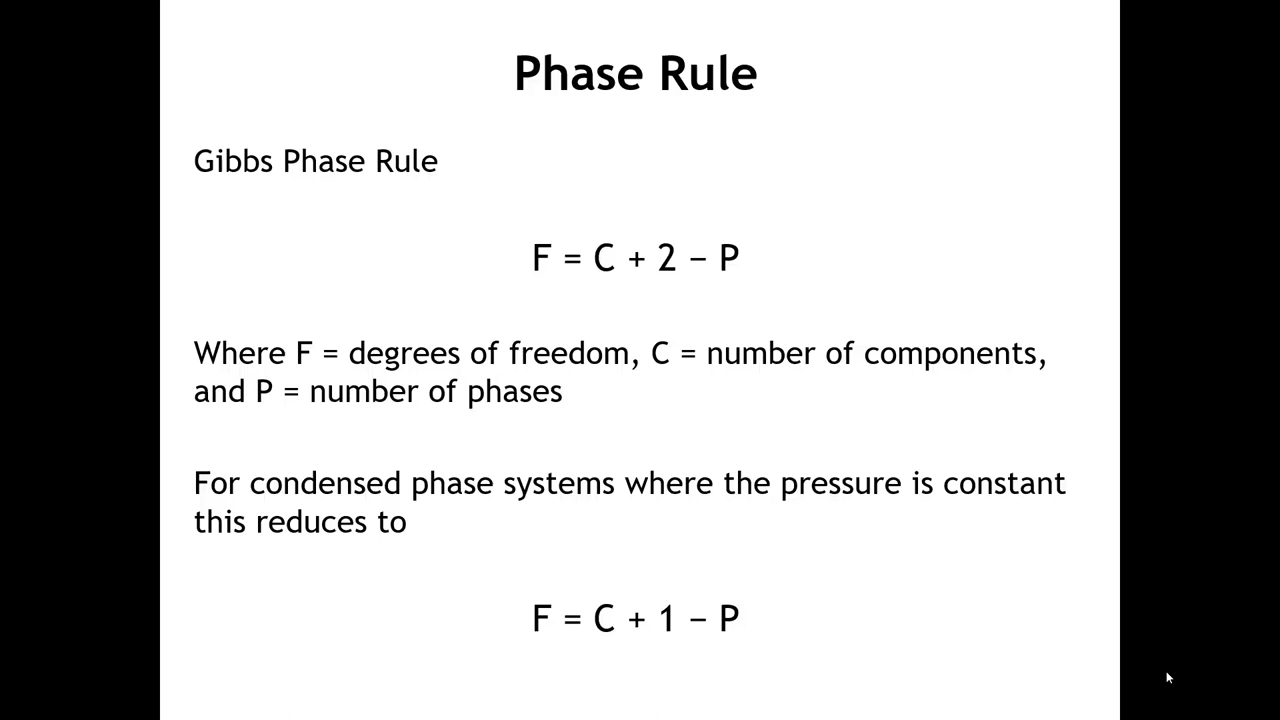 Phase Rule
Gibbs Phase Rule
F = C + 2 – P
Where F = degrees of freedom, C = number of components,
and P = number of phases
For condensed phase systems where the pressure is constant
this reduces to
F = C + 1 – P